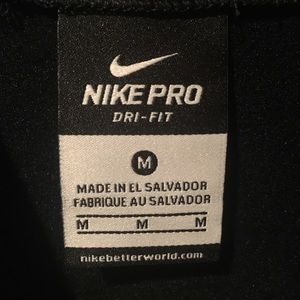 NIKE PRO
DRI-FIT
M
MADE IN EL SALVADOR
FABRIQUE AU SALVADOR
M M M
nikebetterworld.com